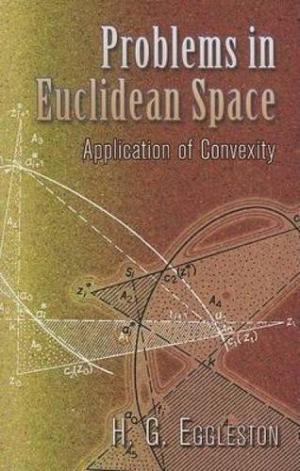 Problems in
Euclidean Space
Application of Convexity
H. G. EGGLESTON